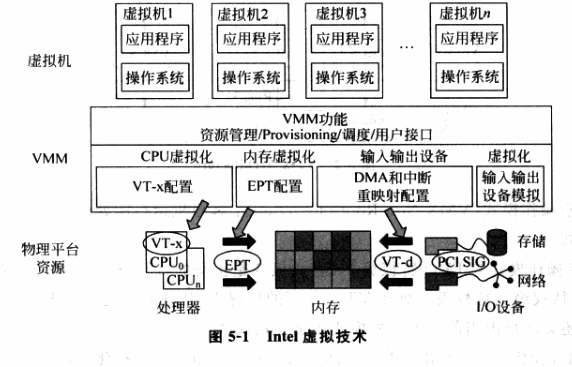 虚拟机1 虚拟机2 虚拟机3 虚拟机n
应用程序 应用程序 应用程序 … 应用程序
虚拟机
操作系统 操作系统 操作系统 操作系统
VMM功能
资源管理/Provisioning/调度/用户接口
VMM
CPU虚拟化 内存虚拟化 输入输出设备 虚拟化
VT-x配置 EPT配置 DMA和中断 输入输出
重映射配置 设备模拟
物理平台 VT-x 存储
资源 CPU0 EPT VT-d PCI SIG
CPUn 网络
处理器 内存 I/O设备
图 5-1 Intel 虚拟技术